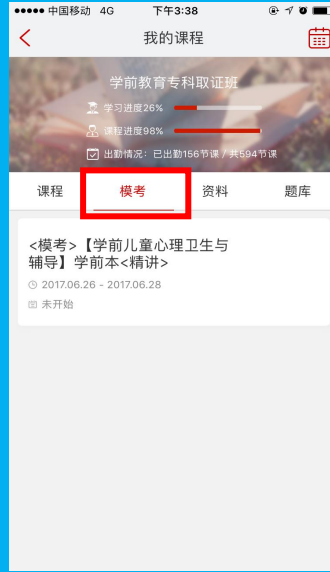 中国移动 4G 下午3:38
我的课程
学前教育专科取证班
学习进度26%
课程进度98%
出勤情况：已出勤156节课 / 共594节课
课程 模考 资料 题库
<模考>【学前儿童心理卫生与
辅导】学前本<精讲>
2017.06.26 - 2017.06.28
未开始